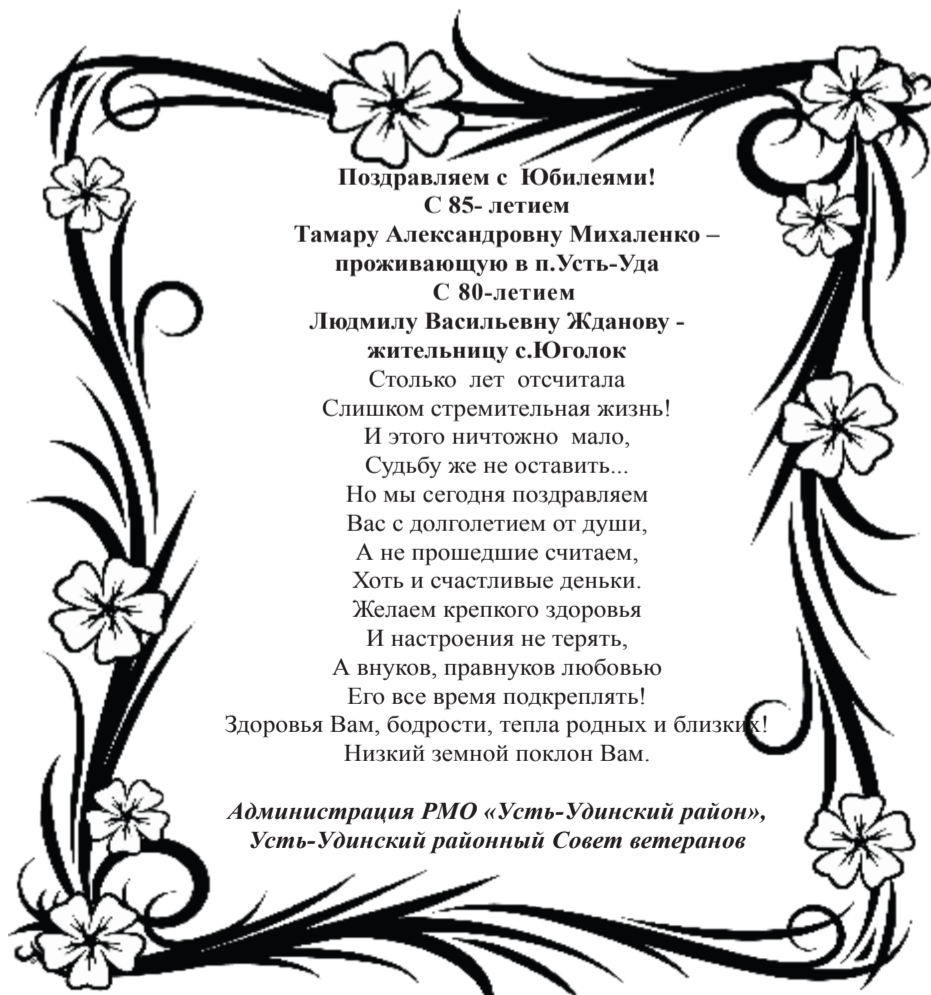 Поздравляем с Юбилеями!
С 85- летием
Тамару Александровну Михаленко –
проживающую в п.Усть-Уда
С 80-летием
Людмилу Васильевну Жданову -
жительницу с.Юголок
Столько лет отсчитала
Слишком стремительная жизнь!
И этого ничтожно мало,
Судьбу же не оставить...
Но мы сегодня поздравляем
Вас с долголетием от души,
А не прошедшие считаем,
Хоть и счастливые деньки.
Желаем крепкого здоровья
И настроения не терять,
А внуков, правнуков любовью
Его все время подкреплять!
Здоровья Вам, бодрости, тепла родных и близких!
Низкий земной поклон Вам.
Администрация РМО «Усть-Удинский район»,
Усть-Удинский районный Совет ветеранов